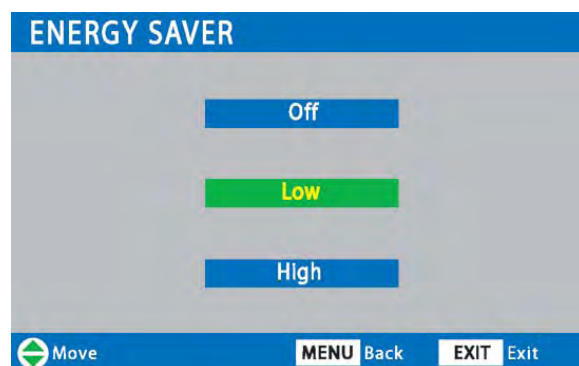 ENERGY SAVER
Off
Low
High
Move MENU Back EXIT Exit